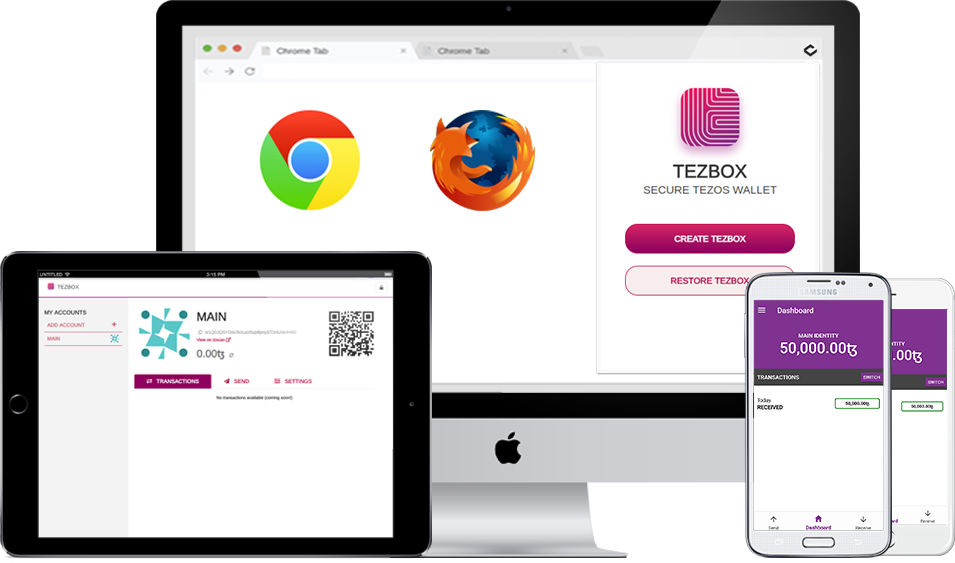 Chrome Tab
Chrome Tab
TEZBOX
SECURE TEZOS WALLET
CREATE TEZBOX
RESTORE TEZBOX
UNTITLED
3:15 PM
TEZBOX
MY ACCOUNTS
ADD ACCOUNT +
MAIN
MAIN
View on tzscan
0.00ꜩ
TRANSACTIONS
SEND
SETTINGS
No transactions available (coming soon!)
SAMSUNG
Dashboard
MAIN IDENTITY
50,000.00ꜩ
TRANSACTIONS
SWITCH
Today
RECEIVED
50,000.00ꜩ
Send
Dashboard
Receive
NTITY
.00ꜩ
SWITCH
50,000.00ꜩ
Receive